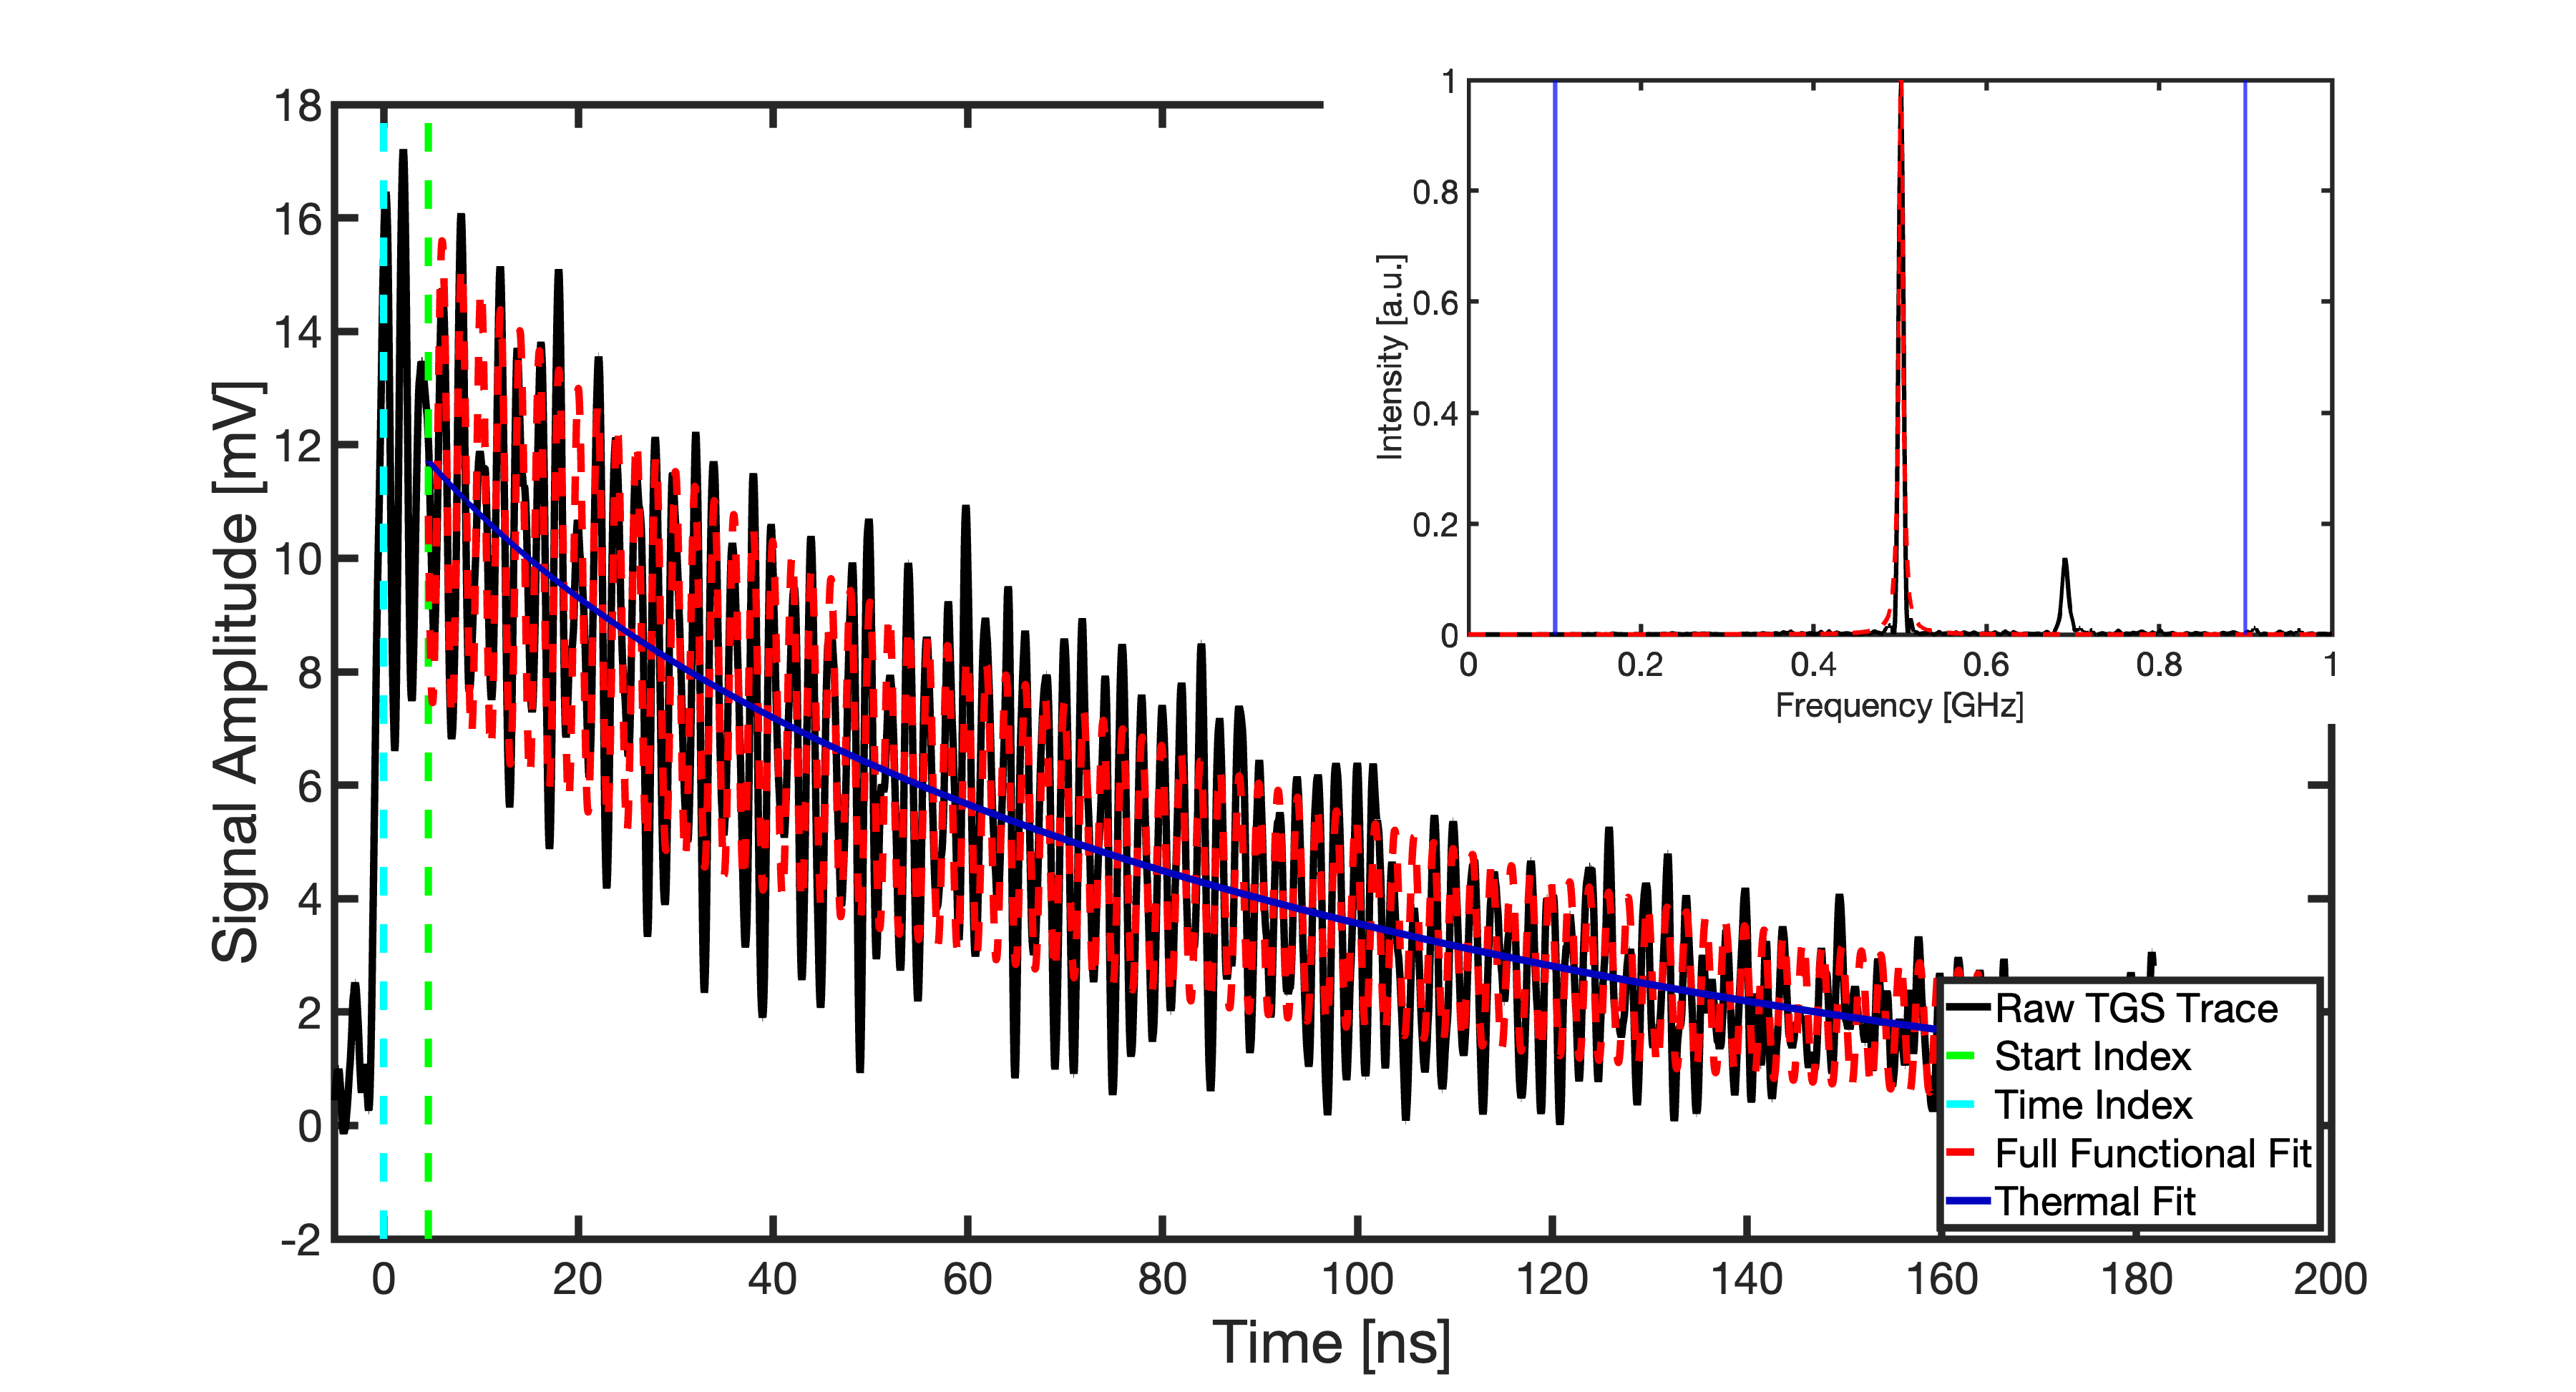 18
16
14
12
10
8
6
4
2
0
-2
Signal Amplitude [mV]
0 20 40 60 80 100 120 140 160 180 200
Time [ns]
1
0.8
0.6
0.4
0.2
0
Intensity [a.u.]
0 0.2 0.4 0.6 0.8 1
Frequency [GHz]
Raw TGS Trace
Start Index
Time Index
Full Functional Fit
Thermal Fit